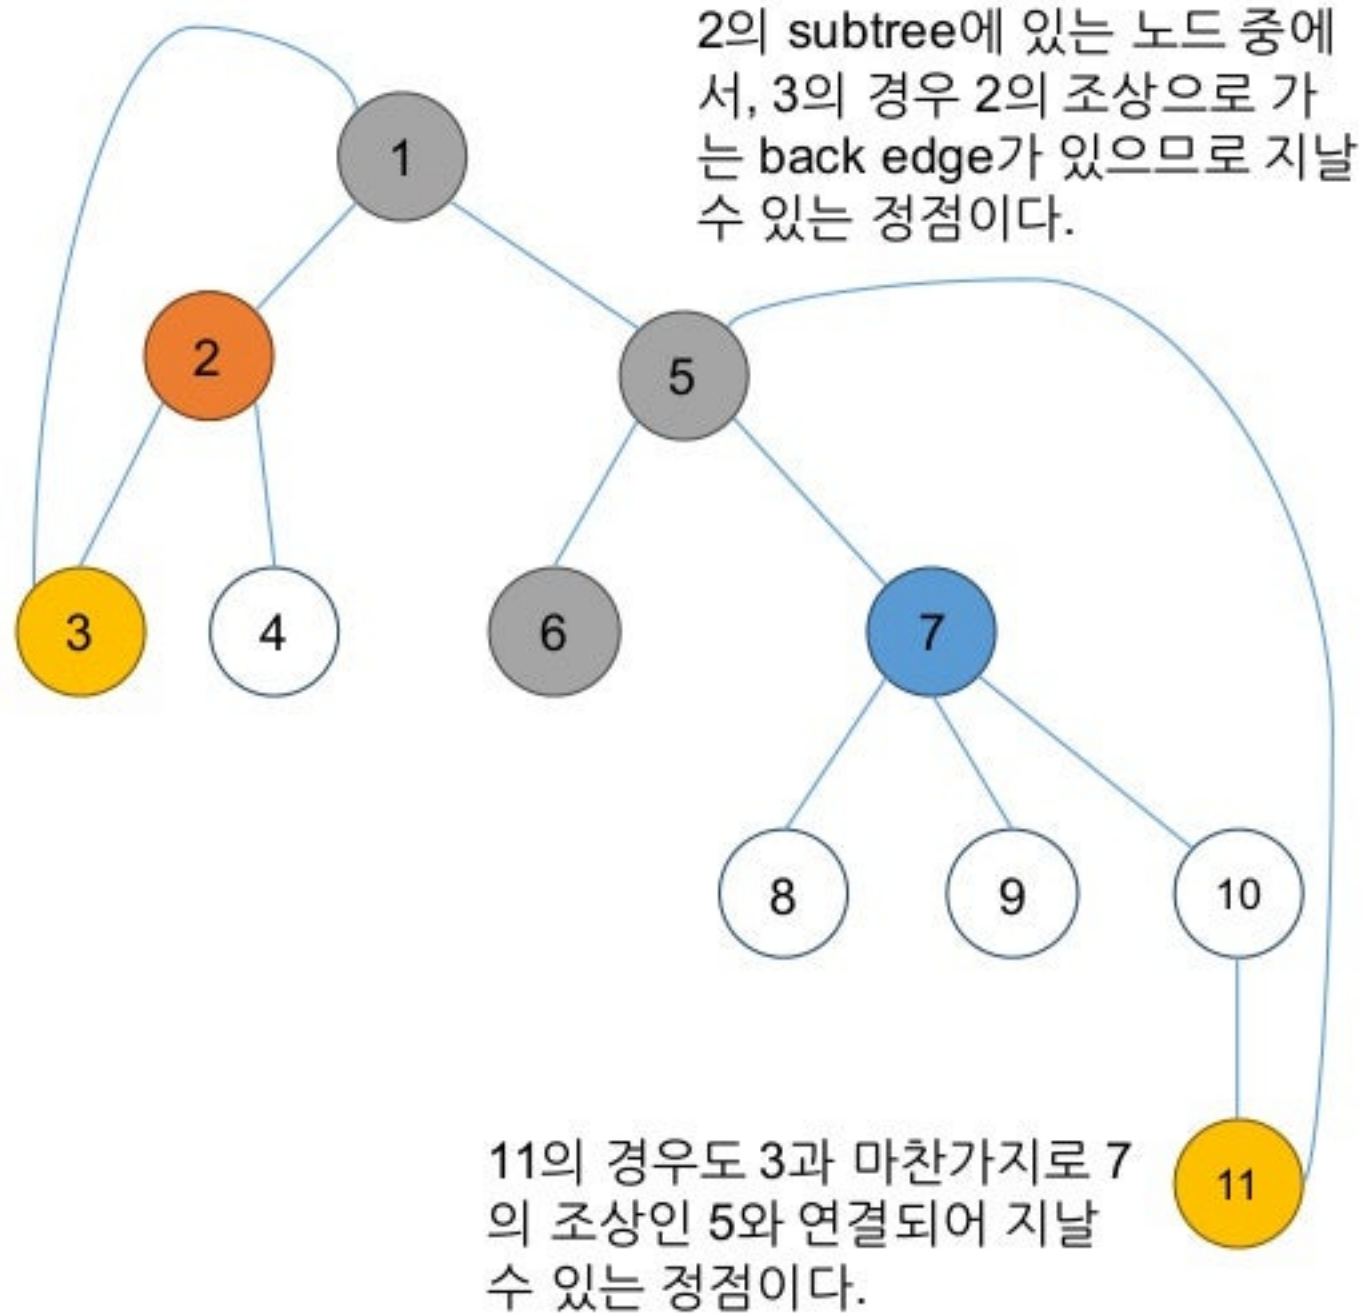 2의 subtree에 있는 노드 중에
서, 3의 경우 2의 조상으로 가
는 back edge가 있으므로 지날
수 있는 정점이다.
1
2
5
3
4
6
7
8
9
10
11
11의 경우도 3과 마찬가지로 7
의 조상인 5와 연결되어 지날
수 있는 정점이다.